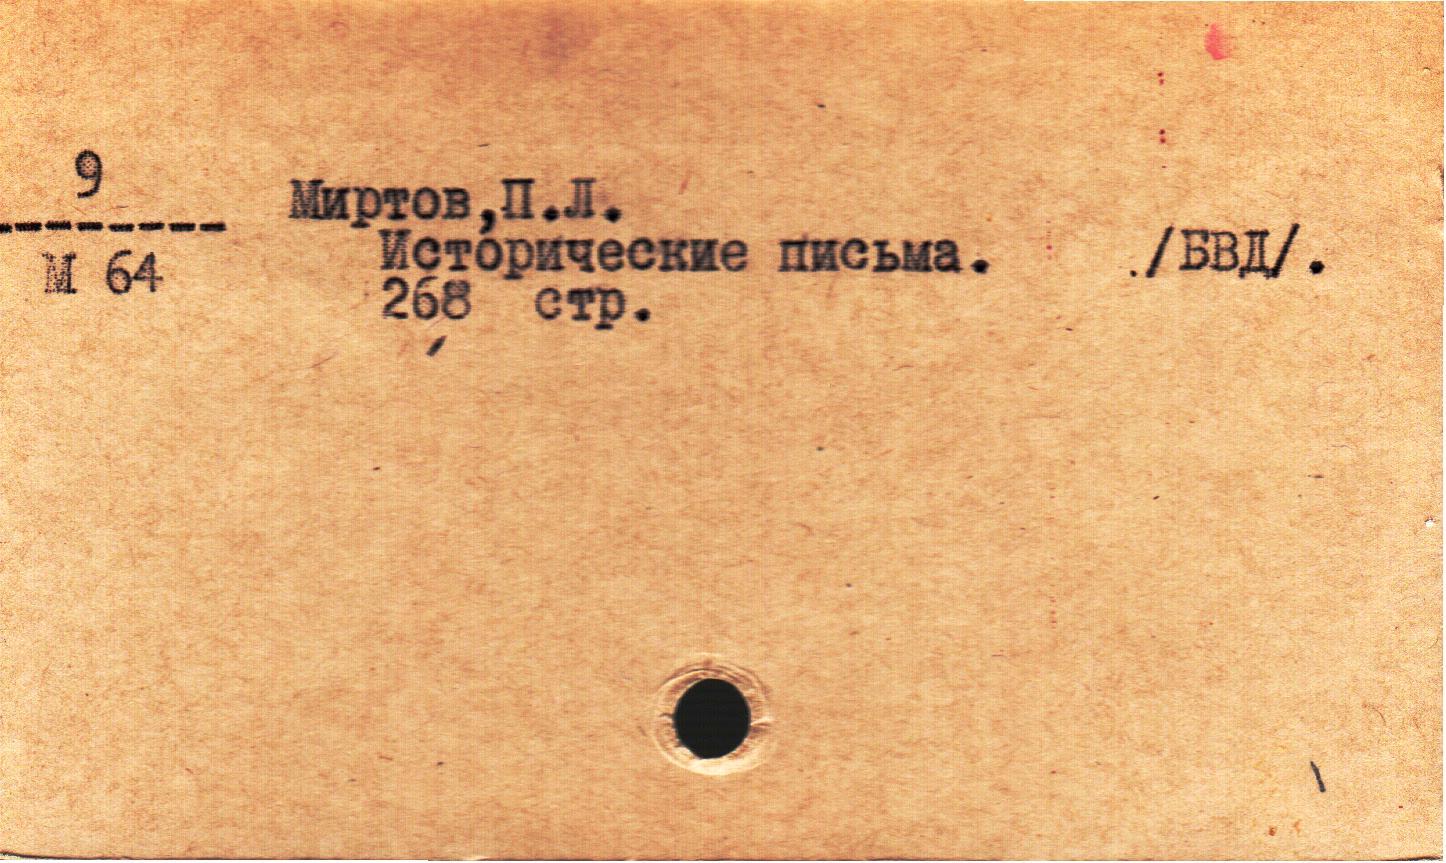 9
Миртов,П.Л.
М 64
Исторические письма. /БВД/.
268 стр.